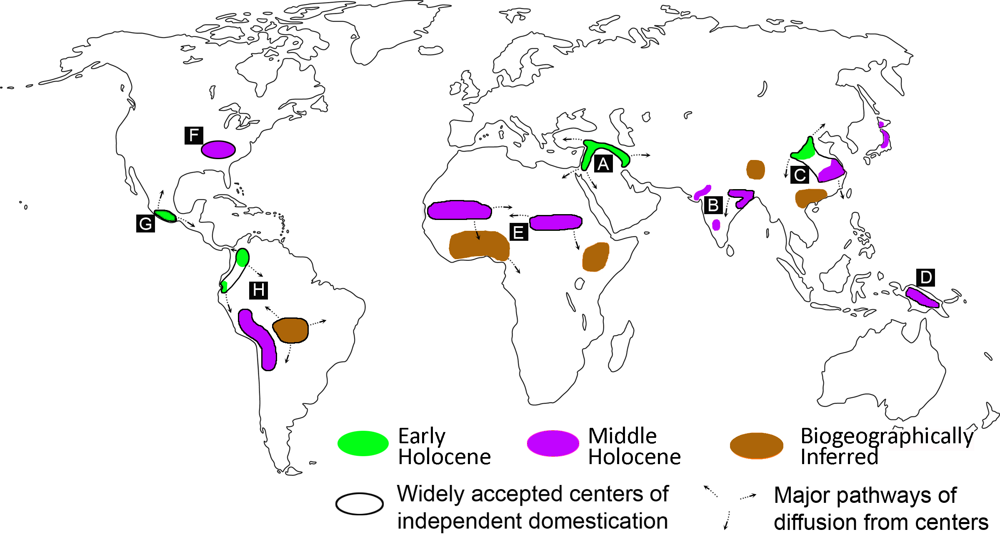 F
A
C
B
G
E
D
H
Early
Holocene
Middle
Holocene
Biogeographically
Inferred
Widely accepted centers of
independent domestication
Major pathways of
diffusion from centers